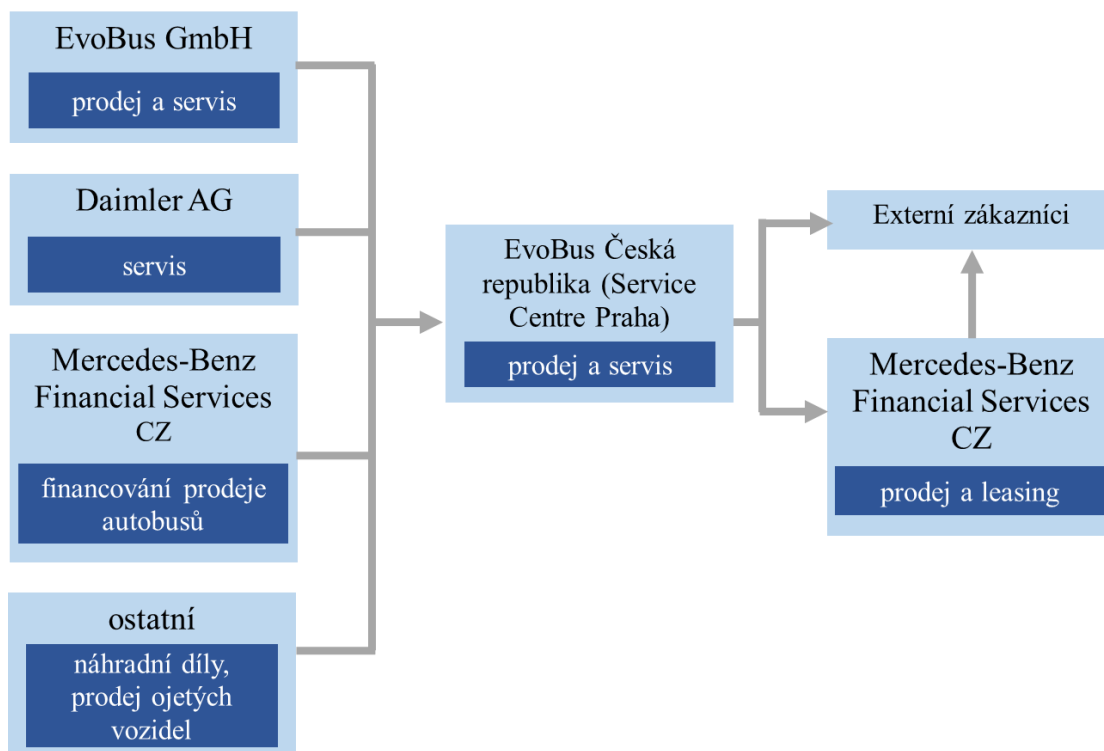 EvoBus GmbH
prodej a servis
Daimler AG
servis
Mercedes-Benz
Financial Services
CZ
financování prodeje
autobusů
ostatní
náhradní díly,
prodej ojetých
vozidel
EvoBus Česká
republika (Service
Centre Praha)
prodej a servis
Externí zákazníci
Mercedes-Benz
Financial Services
CZ
prodej a leasing